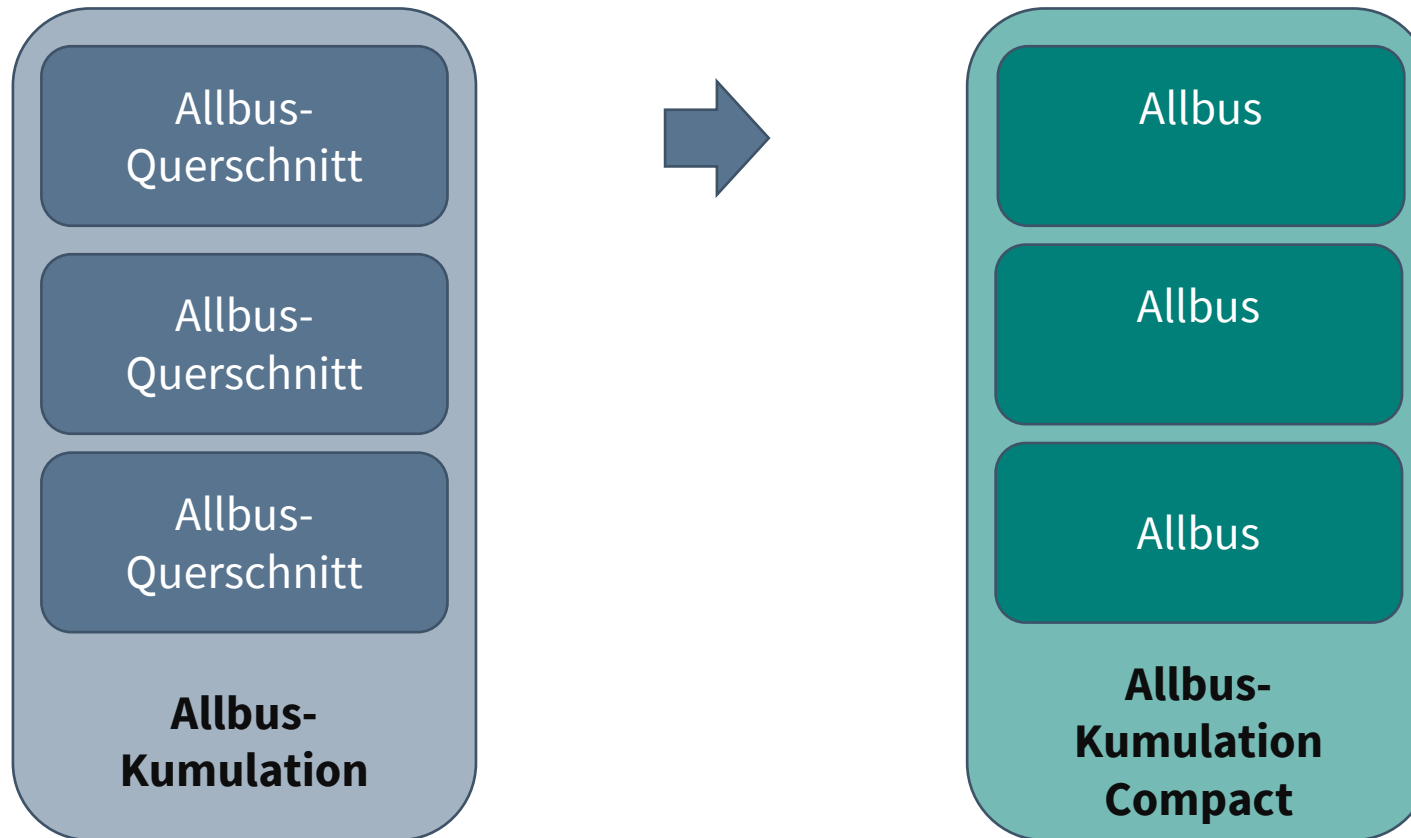 Allbus-
Querschnitt
Allbus-
Querschnitt
Allbus-
Querschnitt
Allbus-
Kumulation
Allbus
Allbus
Allbus
Allbus-
Kumulation
Compact